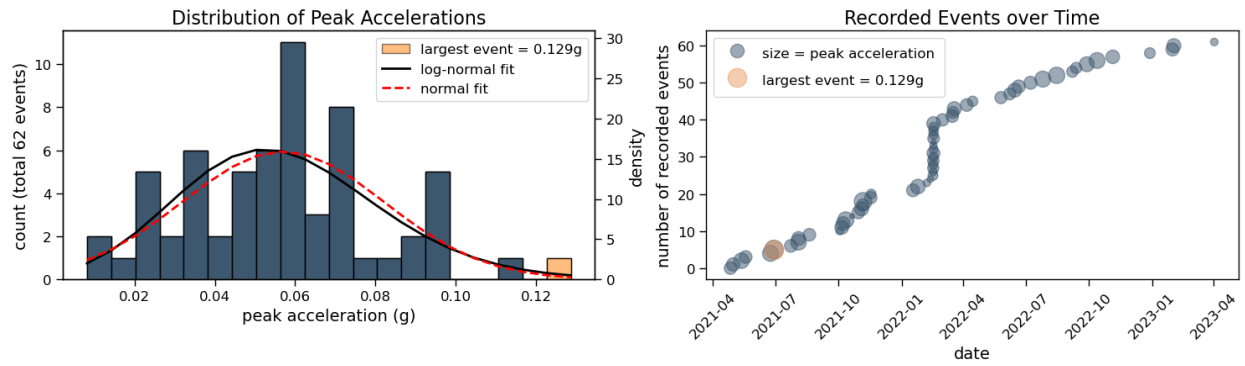 Distribution of Peak Accelerations
largest event = 0.129g
log-normal fit
normal fit
count (total 62 events)
0
2
4
6
8
10
0.02
0.04
0.06
0.08
0.10
0.12
peak acceleration (g)
0
5
10
15
20
25
30
density
Recorded Events over Time
size = peak acceleration
largest event = 0.129g
number of recorded events
0
10
20
30
40
50
60
2021-04
2021-07
2021-10
2022-01
2022-04
2022-07
2022-10
2023-01
2023-04
date